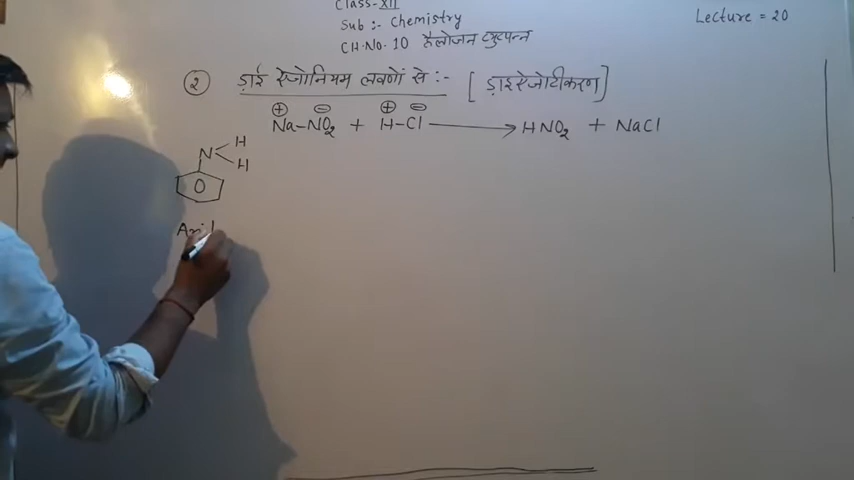 Class-XII
Sub :- Chemistry
Lecture = 20
CH.No. 10 हैलोजन व्युत्पन्न
② डाई ऐजोनियम लवणों से :- [डाइऐजोटीकरण]
⊕ ⊖ ⊕ ⊖
Na-NO₂ + H-Cl ⟶ HNO₂ + NaCl
H
N
H
Anil